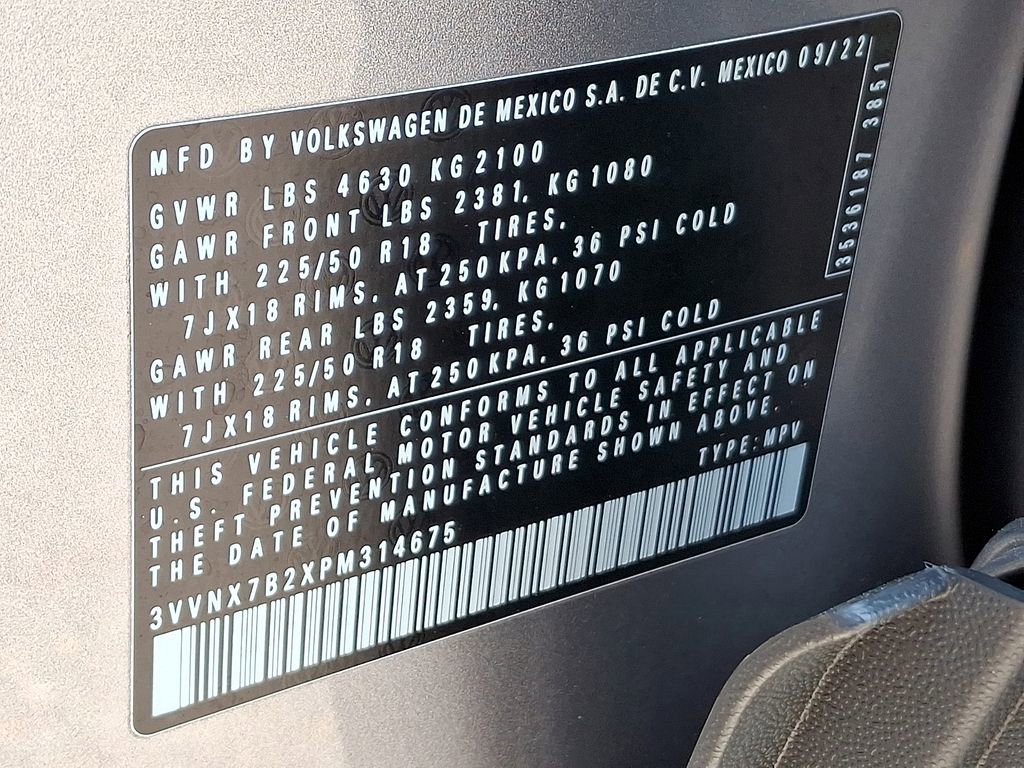 MFD BY VOLKSWAGEN DE MEXICO S.A. DE C.V. MEXICO 09/22
GVWR LBS 4630 KG 2100
GAWR FRONT LBS 2381, KG 1080
WITH 225/50 R18 TIRES,
7JX18 RIMS, AT 250 KPA, 36 PSI COLD
GAWR REAR LBS 2359, KG 1070
WITH 225/50 R18 TIRES,
7JX18 RIMS, AT 250 KPA, 36 PSI COLD
3536187 3851
THIS VEHICLE CONFORMS TO ALL APPLICABLE
U.S. FEDERAL MOTOR VEHICLE SAFETY AND
THEFT PREVENTION STANDARDS IN EFFECT ON
THE DATE OF MANUFACTURE SHOWN ABOVE.
3VVNX7B2XPM314675 TYPE: MPV